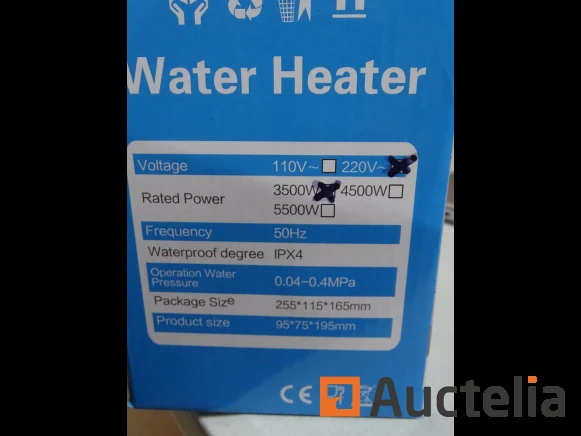 Water Heater
Voltage 110V~ 220V~
Rated Power 3500W 4500W
5500W
Frequency 50Hz
Waterproof degree IPX4
Operation Water
Pressure 0.04-0.4MPa
Package Size 255*115*165mm
Product size 95*75*195mm
CE
Auctelia